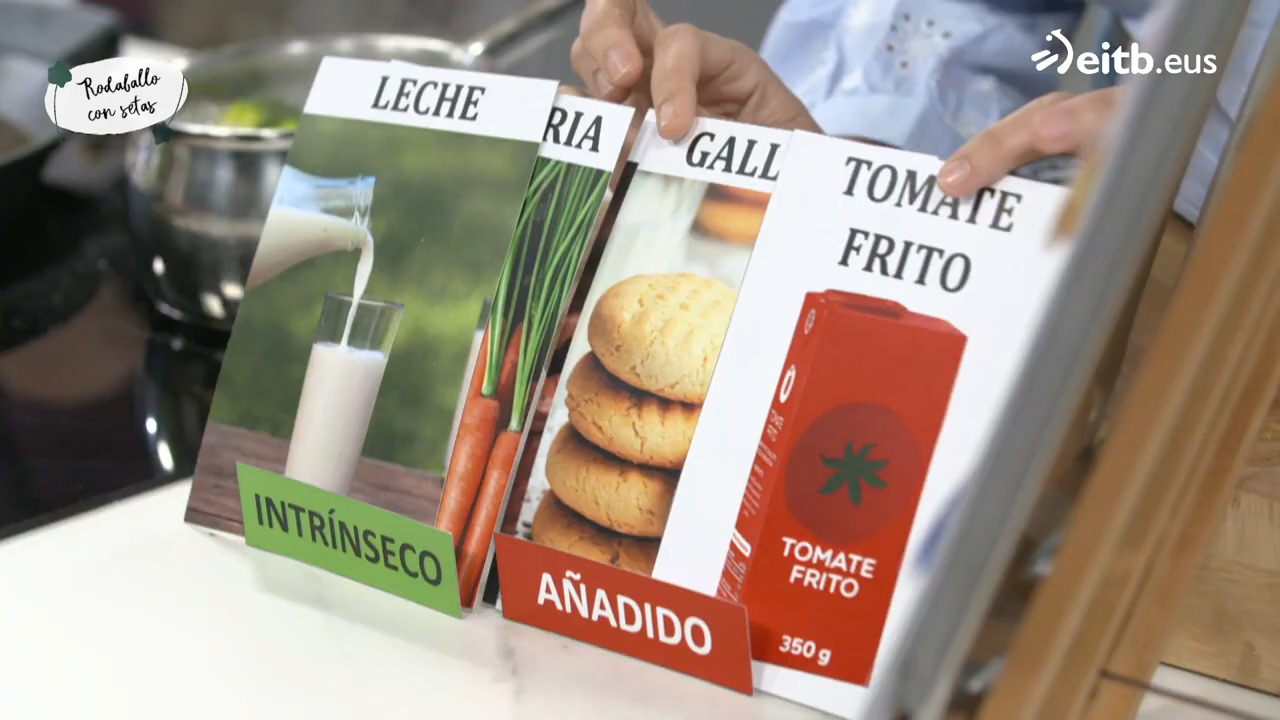 Rodaballo
con setas
eitb.eus
LECHE
RIA
GALL
TOMATE
FRITO
TOMATE
FRITO
350 g
INTRÍNSECO
AÑADIDO